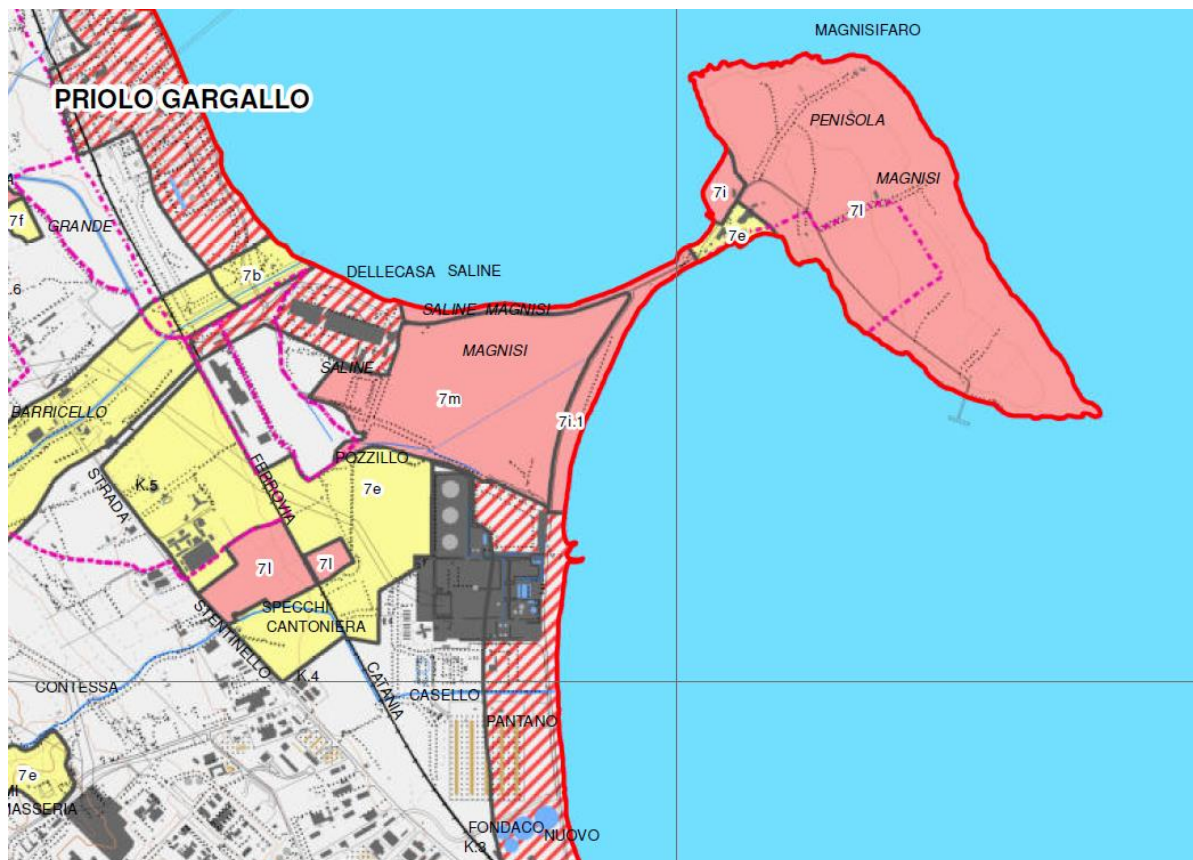 MAGNISIFARO
PRIOLO GARGALLO
PENISOLA
MAGNISI
7i
7l
7f
GRANDE
7e
7b
DELLECASA SALINE
.6
SALINE MAGNISI
MAGNISI
SALINE
7m
BARRICELLO
7i.1
POZZILLO
FERROVIA
STRADA
K.5
7e
7l
7l
SPECCHI
CANTONIERA
STENTINELLO
K.4
CONTESSA
CATANIA
CASELLO
PANTANO
7e
MI
MASSERIA
FONDACO
NUOVO
K.3